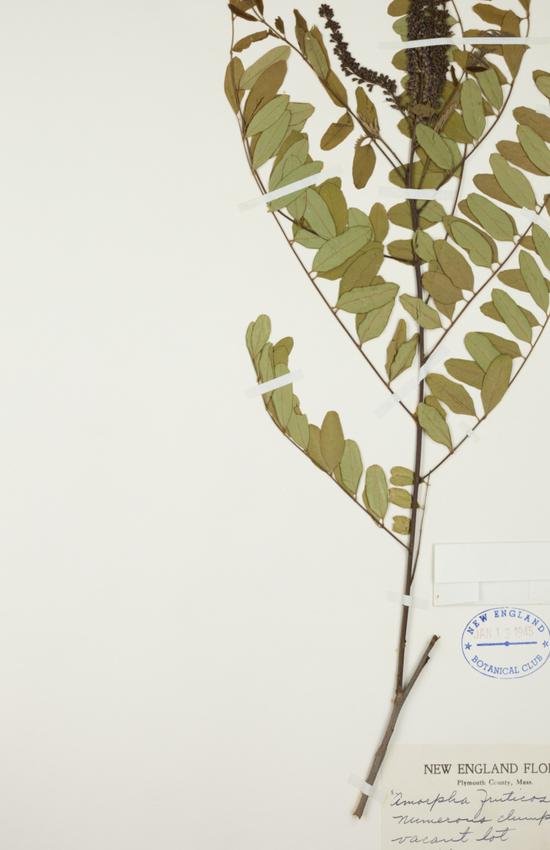 NEW ENGLAND
JAN 1 3 1945
BOTANICAL CLUB
NEW ENGLAND FLO
Plymouth County, Mass.
"Amorpha fruticos
numerous clump
vacant lot